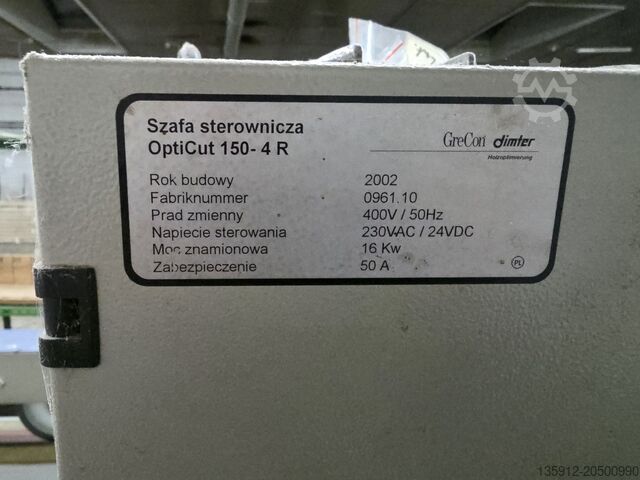 Szafa sterownicza
OptiCut 150- 4 R
GreCon dimter
Holzoptimierung
Rok budowy 2002
Fabriknummer 0961.10
Prad zmienny 400V / 50Hz
Napiecie sterowania 230VAC / 24VDC
Moc znamionowa 16 Kw
Zabezpieczenie 50 A
PL
135912-20500990